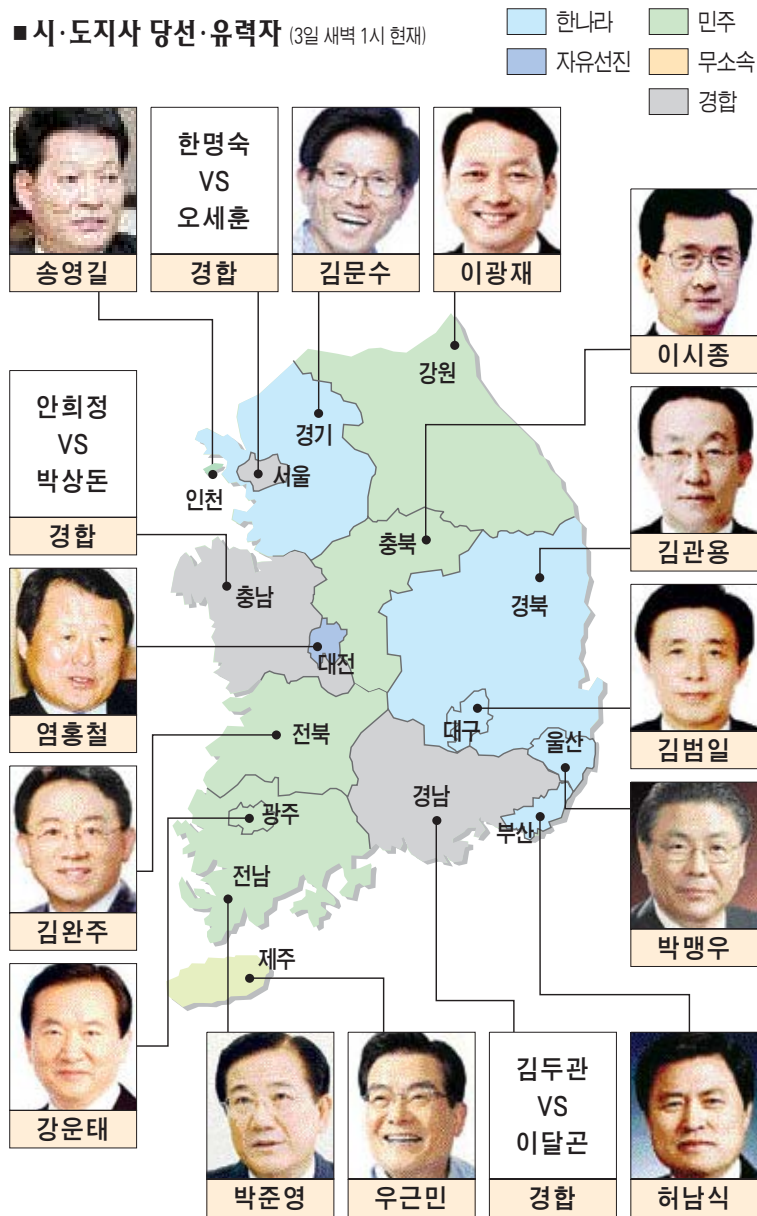 ■ 시·도지사 당선·유력자 (3일 새벽 1시 현재)
한나라
민주
자유선진
무소속
경합
송영길
한명숙
VS
오세훈
경합
김문수
이광재
이시종
안희정
VS
박상돈
경합
김관용
염홍철
김범일
김완주
박맹우
강운태
박준영
우근민
김두관
VS
이달곤
경합
허남식
강원
경기
서울
인천
충북
충남
경북
대전
전북
대구
울산
경남
광주
부산
전남
제주